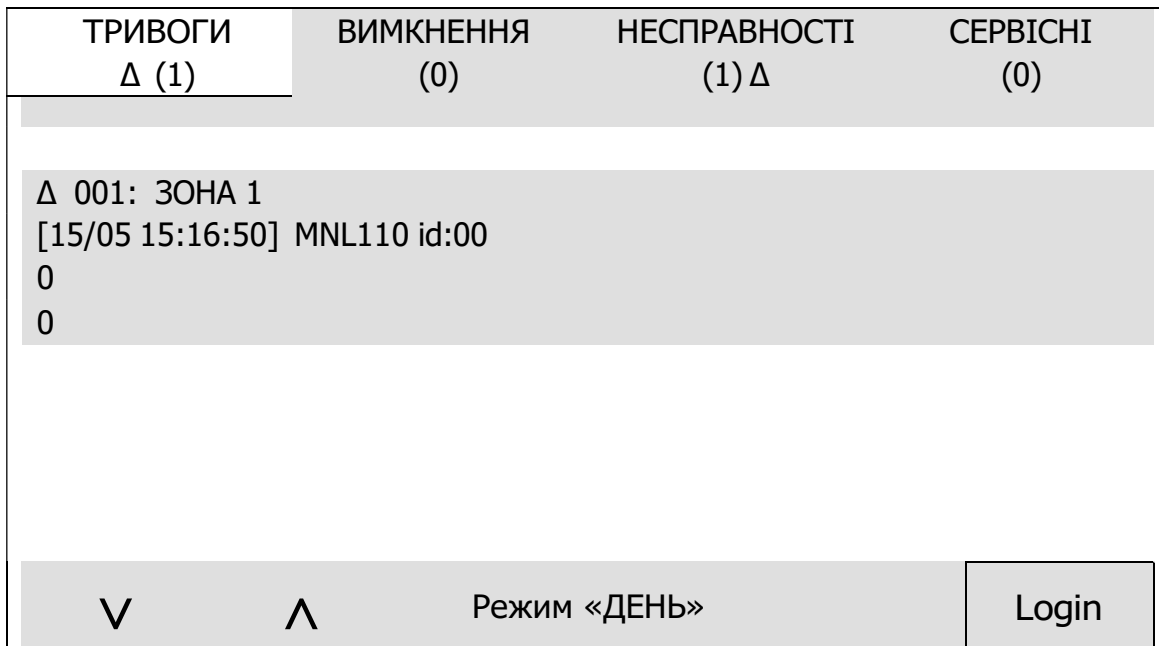 ТРИВОГИ ВИМКНЕННЯ НЕСПРАВНОСТІ СЕРВІСНІ
Δ (1) (0) (1) Δ (0)
Δ 001: ЗОНА 1
[15/05 15:16:50] MNL110 id:00
0
0
V Λ Режим «ДЕНЬ» Login